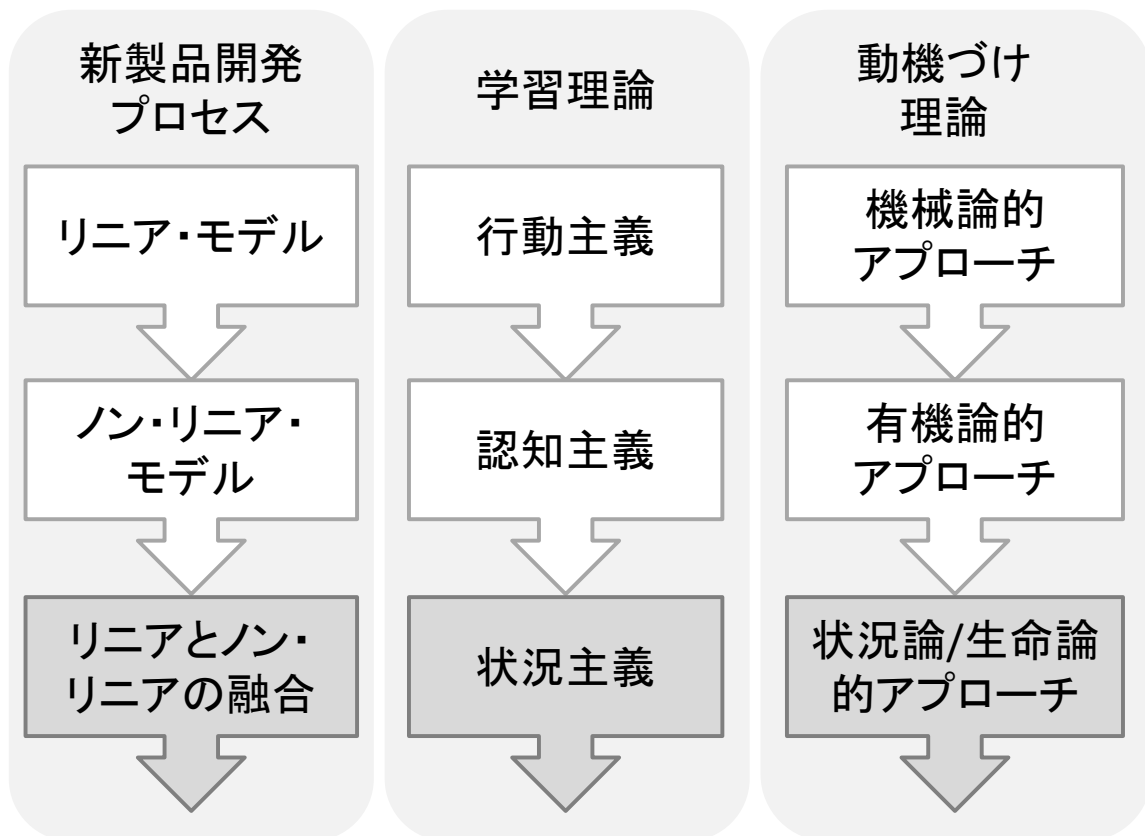 新製品開発
プロセス
リニア・モデル
ノン・リニア・
モデル
リニアとノン・
リニアの融合
学習理論
行動主義
認知主義
状況主義
動機づけ
理論
機械論的
アプローチ
有機論的
アプローチ
状況論/生命論
的アプローチ